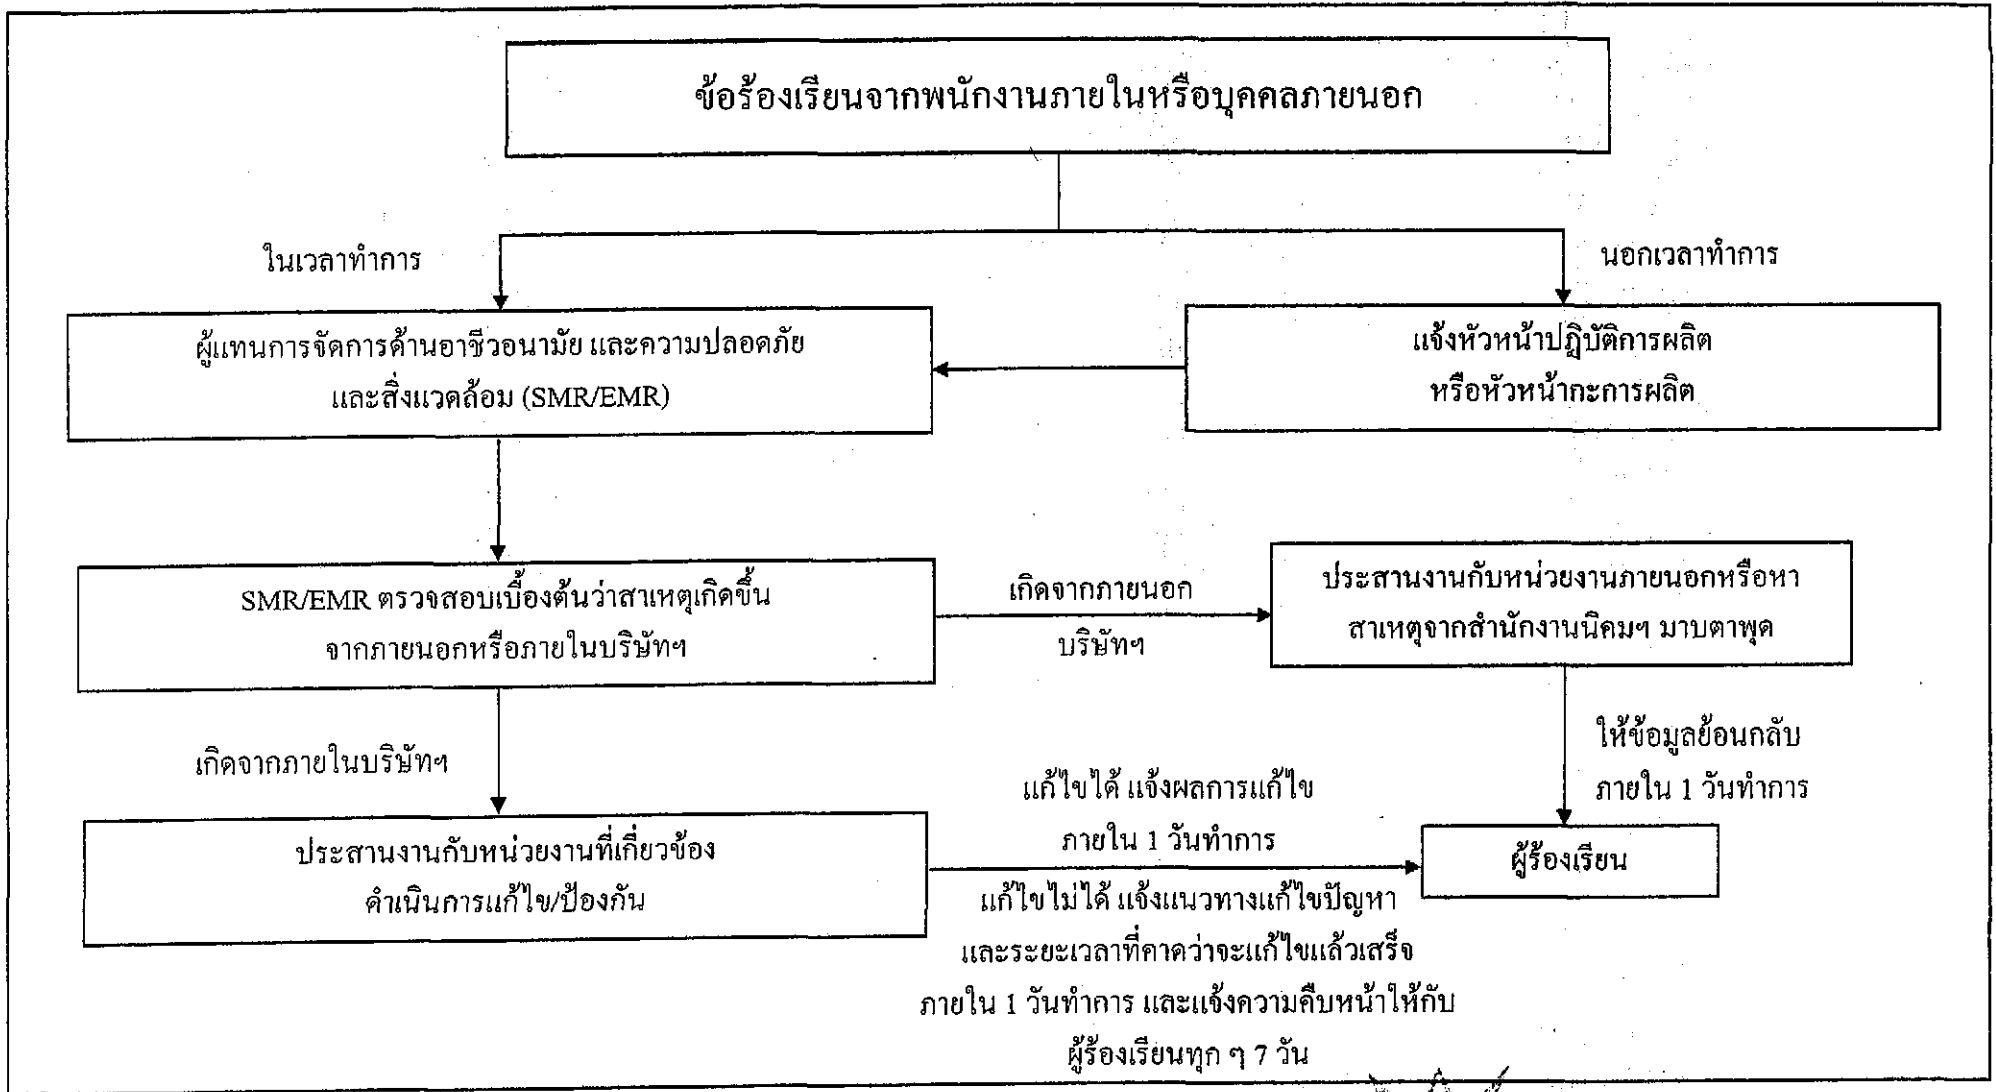 ข้อร้องเรียนจากพนักงานภายในหรือบุคคลภายนอก
ในเวลาทำการ
นอกเวลาทำการ
ผู้แทนการจัดการด้านอาชีวอนามัย และความปลอดภัย
และสิ่งแวดล้อม (SMR/EMR)
แจ้งหัวหน้าปฏิบัติการผลิต
หรือหัวหน้ากะการผลิต
SMR/EMR ตรวจสอบเบื้องต้นว่าสาเหตุเกิดขึ้น
จากภายนอกหรือภายในบริษัทฯ
เกิดจากภายนอก
บริษัทฯ
ประสานงานกับหน่วยงานภายนอกหรือหา
สาเหตุจากสำนักงานนิคมฯ มาบตาพุด
เกิดจากภายในบริษัทฯ
ให้ข้อมูลย้อนกลับ
ภายใน 1 วันทำการ
ประสานงานกับหน่วยงานที่เกี่ยวข้อง
ดำเนินการแก้ไข/ป้องกัน
แก้ไขได้ แจ้งผลการแก้ไข
ภายใน 1 วันทำการ
ผู้ร้องเรียน
แก้ไขไม่ได้ แจ้งแนวทางแก้ไขปัญหา
และระยะเวลาที่คาดว่าจะแก้ไขแล้วเสร็จ
ภายใน 1 วันทำการ และแจ้งความคืบหน้าให้กับ
ผู้ร้องเรียนทุก ๆ 7 วัน